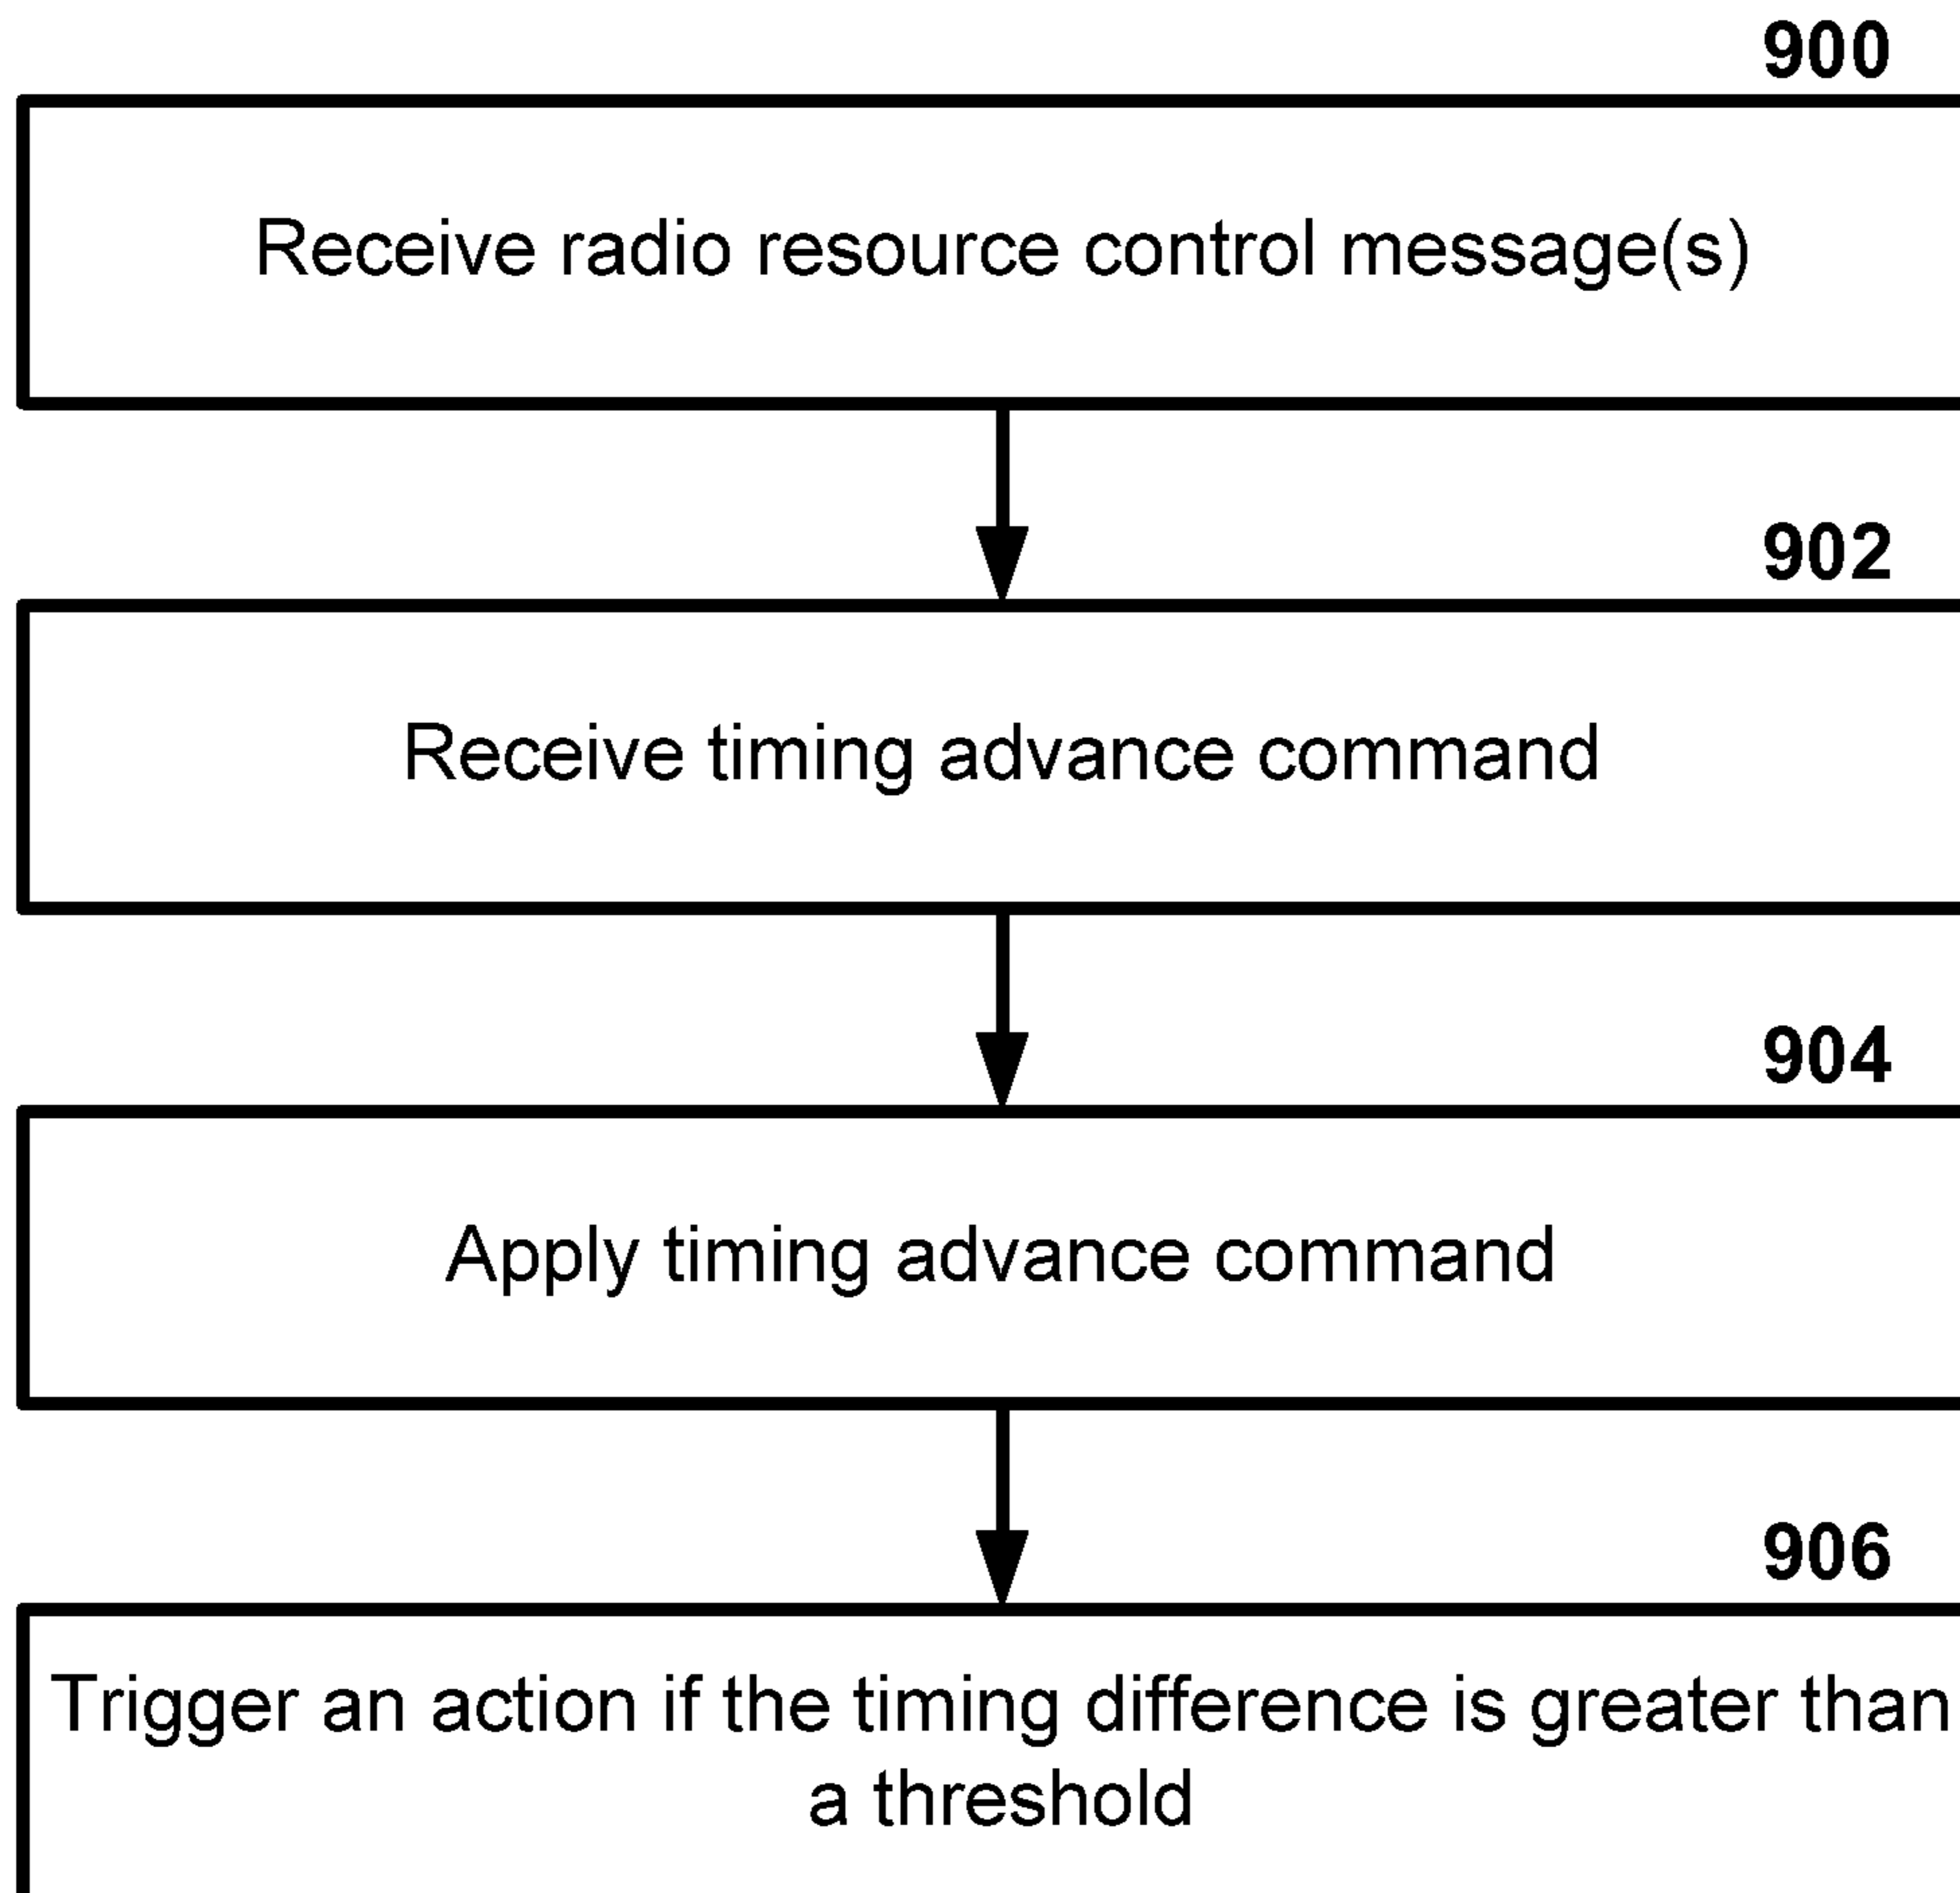 900
Receive radio resource control message(s)
902
Receive timing advance command
904
Apply timing advance command
906
Trigger an action if the timing difference is greater than
a threshold